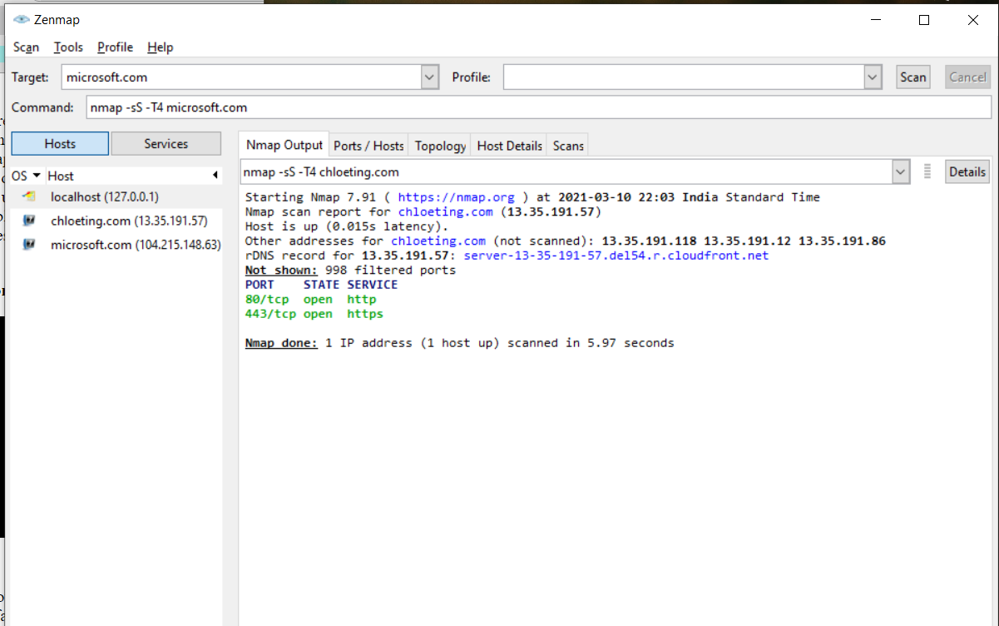 Zenmap
Scan Tools Profile Help
Target: microsoft.com Profile: Scan Cancel
Command: nmap -sS -T4 microsoft.com
Hosts Services
Nmap Output Ports / Hosts Topology Host Details Scans
OS Host
localhost (127.0.0.1)
chloeting.com (13.35.191.57)
microsoft.com (104.215.148.63)
nmap -sS -T4 chloeting.com Details
Starting Nmap 7.91 ( https://nmap.org ) at 2021-03-10 22:03 India Standard Time
Nmap scan report for chloeting.com (13.35.191.57)
Host is up (0.015s latency).
Other addresses for chloeting.com (not scanned): 13.35.191.118 13.35.191.12 13.35.191.86
rDNS record for 13.35.191.57: server-13-35-191-57.del54.r.cloudfront.net
Not shown: 998 filtered ports
PORT STATE SERVICE
80/tcp open http
443/tcp open https
Nmap done: 1 IP address (1 host up) scanned in 5.97 seconds